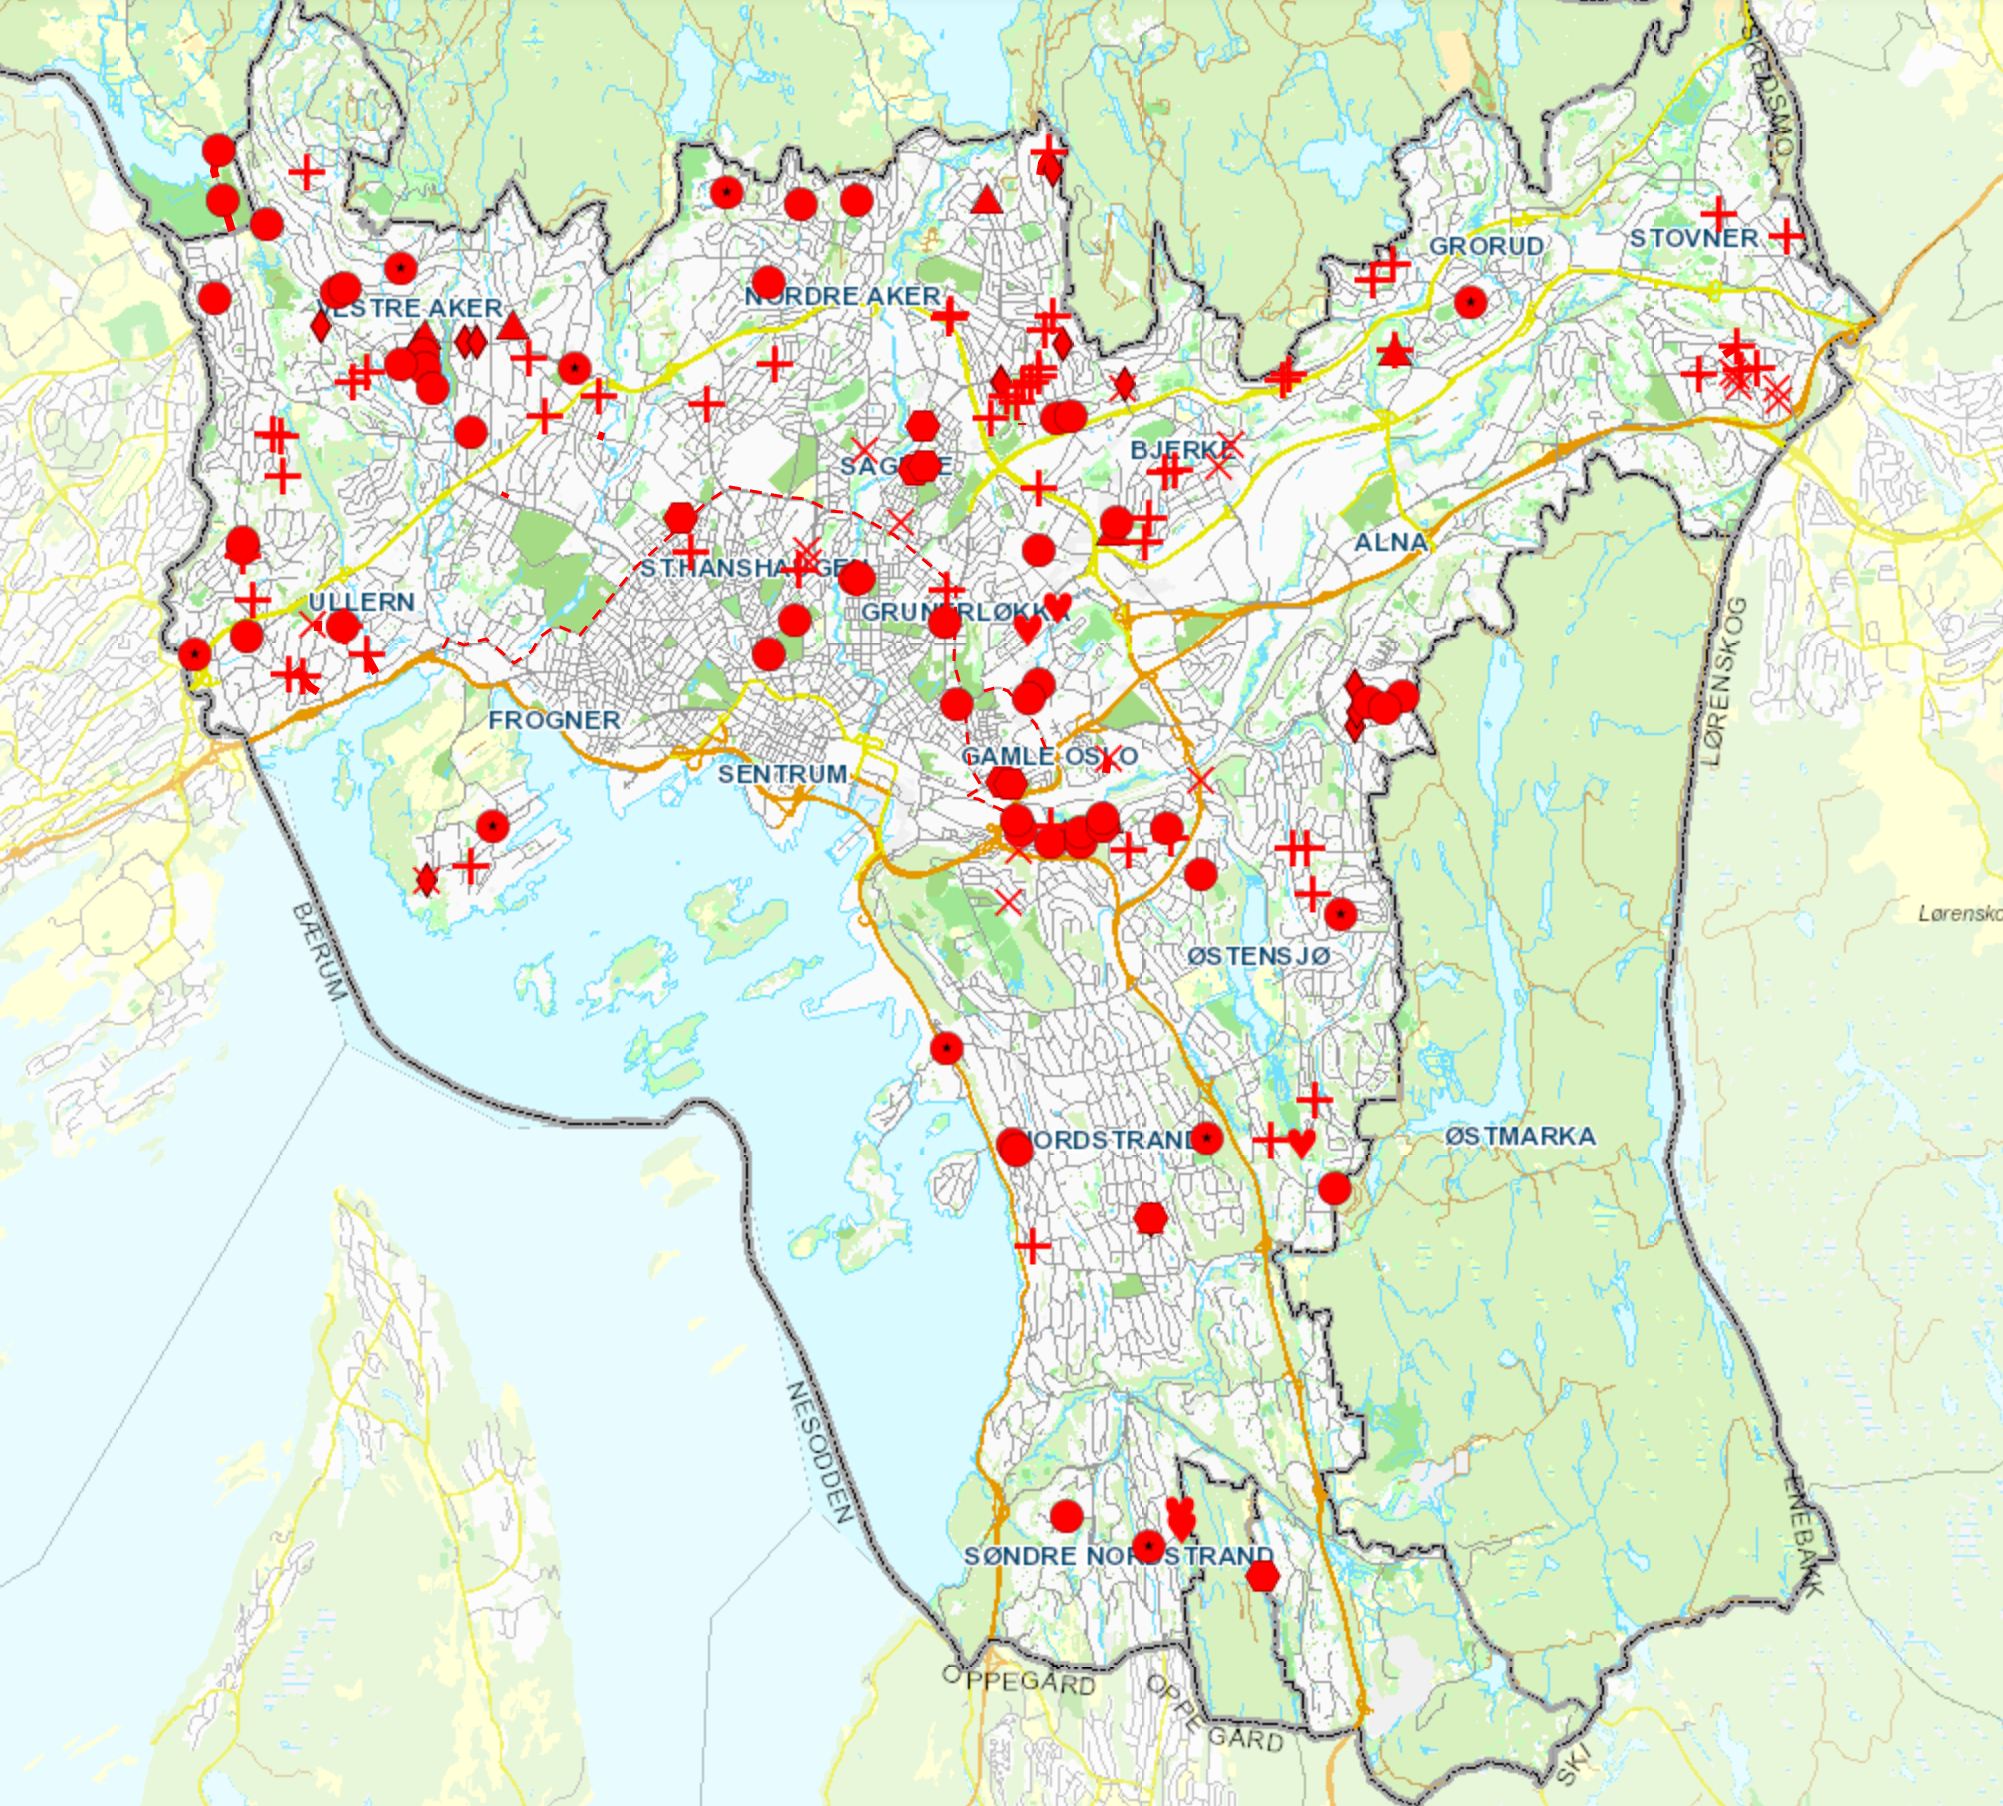 SKEDSMO
GRORUD
STOVNER
NORDRE AKER
VESTRE AKER
BJERKE
SAGENE
ALNA
ST.HANSHAUGEN
ULLERN
GRÜNERLØKKA
LØRENSKOG
FROGNER
GAMLE OSLO
SENTRUM
Lørensko
BÆRUM
ØSTENSJØ
NORDSTRAND
ØSTMARKA
NESODDEN
ENEBAKK
SØNDRE NORDSTRAND
OPPEGÅRD
OPPEGÅRD
SKI